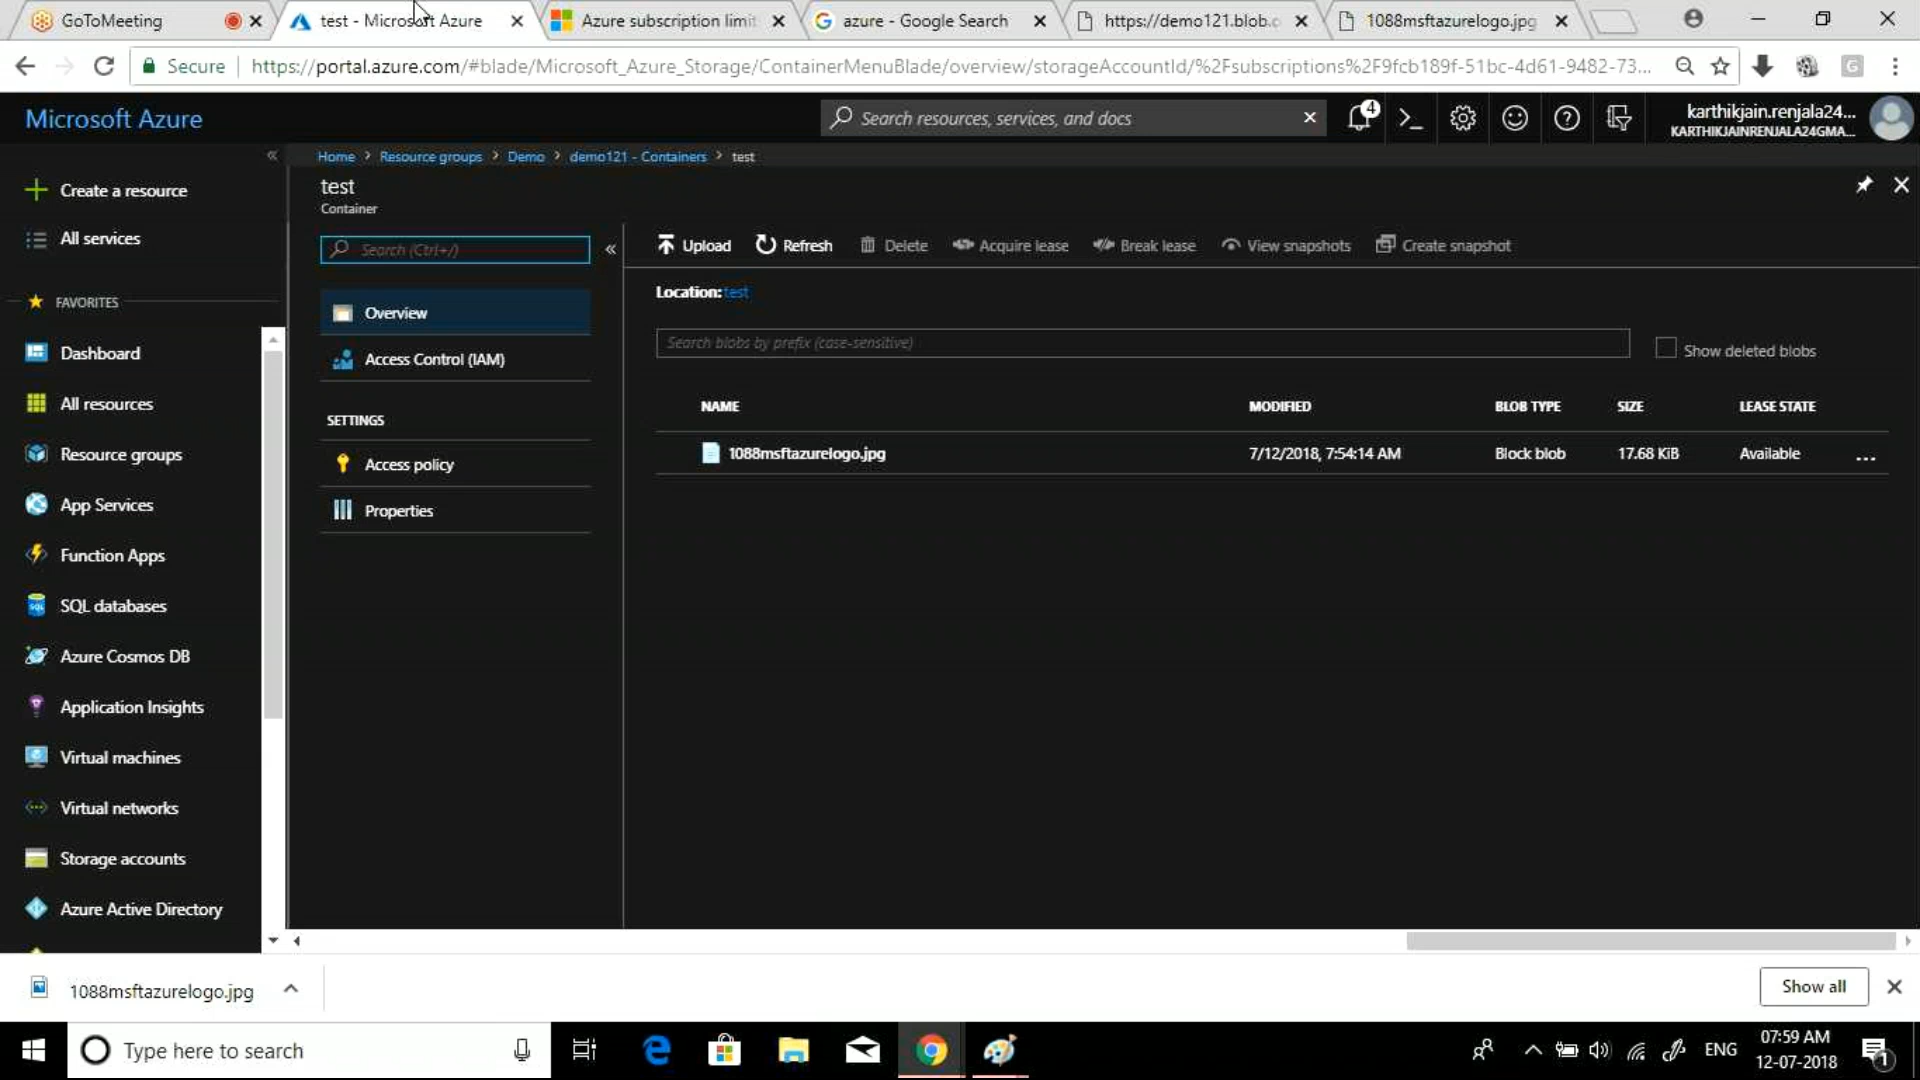 GoToMeeting
test - Microsoft Azure
Azure subscription limit
azure - Google Search
https://demo121.blob.c
1088msftazurelogo.jpg
Secure
https://portal.azure.com/#blade/Microsoft_Azure_Storage/ContainerMenuBlade/overview/storageAccountId/%2Fsubscriptions%2F9fcb189f-51bc-4d61-9482-73...
G
Microsoft Azure
Search resources, services, and docs
4
karthikjain.renjala24...
KARTHIKJAINRENJALA24GMA...
Home > Resource groups > Demo > demo121 - Containers > test
Create a resource
All services
FAVORITES
Dashboard
All resources
Resource groups
App Services
Function Apps
SQL databases
Azure Cosmos DB
Application Insights
Virtual machines
Virtual networks
Storage accounts
Azure Active Directory
test
Container
Search (Ctrl+/)
Overview
Access Control (IAM)
SETTINGS
Access policy
Properties
Upload
Refresh
Delete
Acquire lease
Break lease
View snapshots
Create snapshot
Location: test
Search blobs by prefix (case-sensitive)
Show deleted blobs
NAME MODIFIED BLOB TYPE SIZE LEASE STATE
1088msftazurelogo.jpg 7/12/2018, 7:54:14 AM Block blob 17.68 KiB Available ...
1088msftazurelogo.jpg
Show all
Type here to search
ENG
07:59 AM
12-07-2018
1